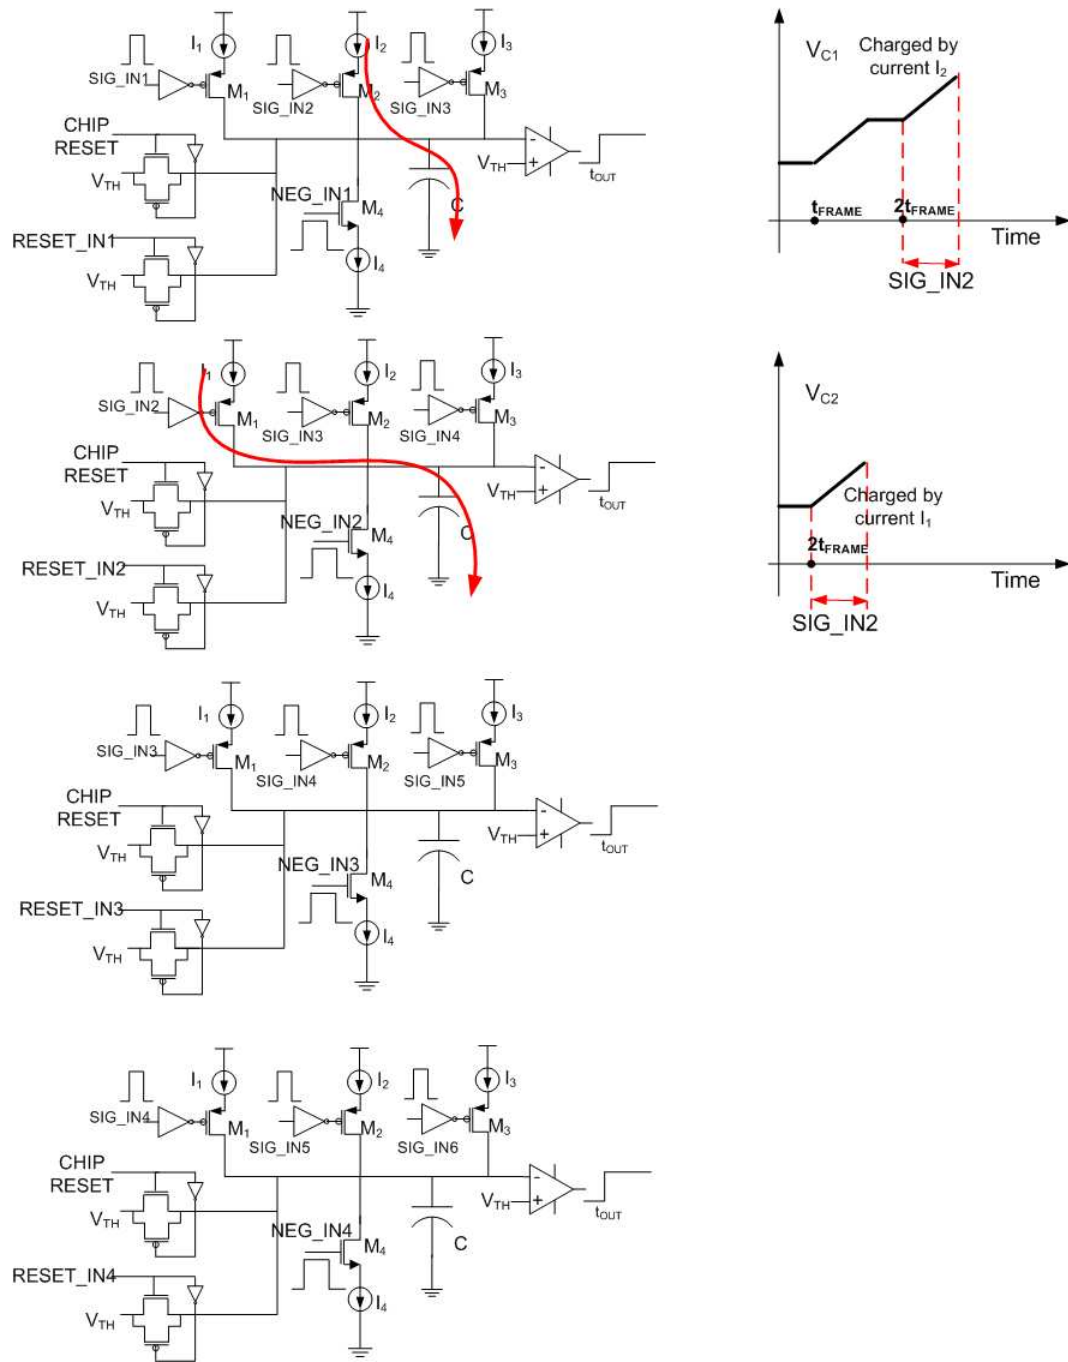 I1
I2
I3
SIG_IN1
SIG_IN2
SIG_IN3
M1
M2
M3
CHIP
RESET
VTH
VTH
- 
+
tOUT
NEG_IN1
M4
C
RESET_IN1
VTH
I4
VC1
Charged by
current I2
tFRAME
2tFRAME
Time
SIG_IN2
I1
I2
I3
SIG_IN2
SIG_IN3
SIG_IN4
M1
M2
M3
CHIP
RESET
VTH
VTH
-
+
tOUT
NEG_IN2
M4
C
RESET_IN2
VTH
I4
VC2
Charged by
current I1
2tFRAME
Time
SIG_IN2
I1
I2
I3
SIG_IN3
SIG_IN4
SIG_IN5
M1
M2
M3
CHIP
RESET
VTH
VTH
-
+
tOUT
NEG_IN3
M4
C
RESET_IN3
VTH
I4
I1
I2
I3
SIG_IN4
SIG_IN5
SIG_IN6
M1
M2
M3
CHIP
RESET
VTH
VTH
-
+
tOUT
NEG_IN4
M4
C
RESET_IN4
VTH
I4